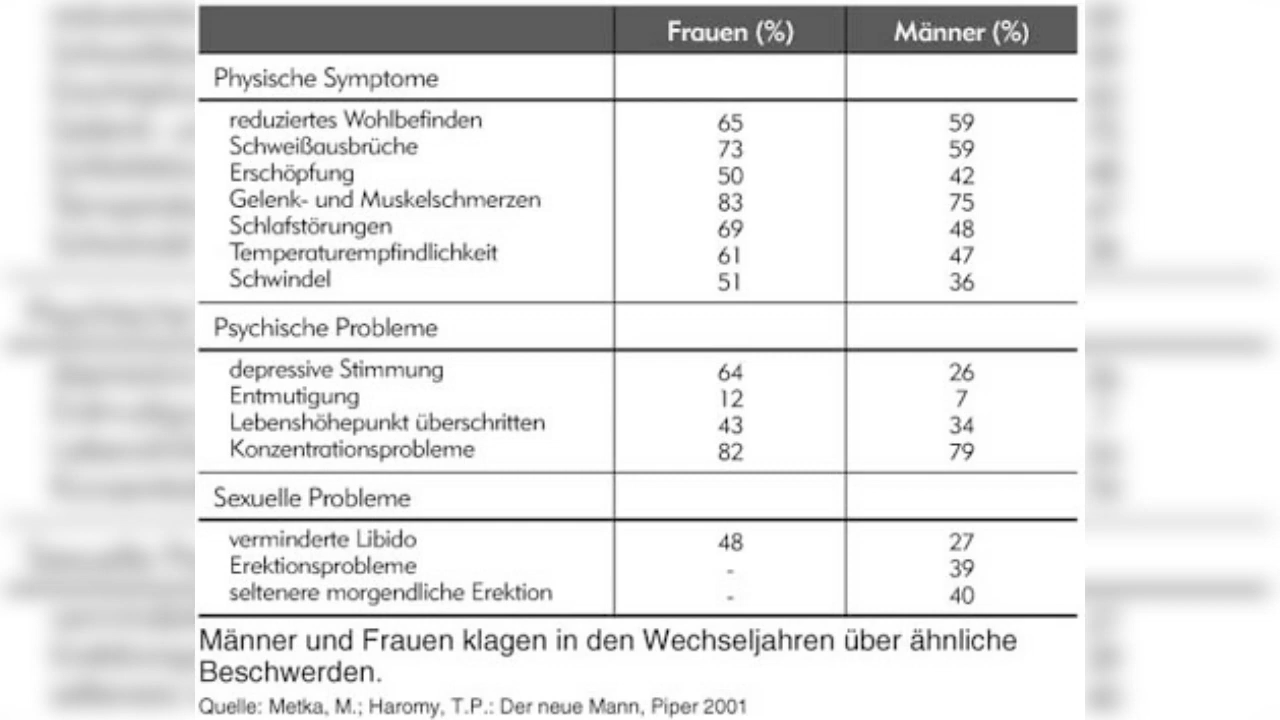 Frauen (%) Männer (%)
Physische Symptome
reduziertes Wohlbefinden 65 59
Schweißausbrüche 73 59
Erschöpfung 50 42
Gelenk- und Muskelschmerzen 83 75
Schlafstörungen 69 48
Temperaturempfindlichkeit 61 47
Schwindel 51 36
Psychische Probleme
depressive Stimmung 64 26
Entmutigung 12 7
Lebenshöhepunkt überschritten 43 34
Konzentrationsprobleme 82 79
Sexuelle Probleme
verminderte Libido 48 27
Erektionsprobleme - 39
seltenere morgendliche Erektion - 40
Männer und Frauen klagen in den Wechseljahren über ähnliche
Beschwerden.
Quelle: Metka, M.; Haromy, T.P.: Der neue Mann, Piper 2001